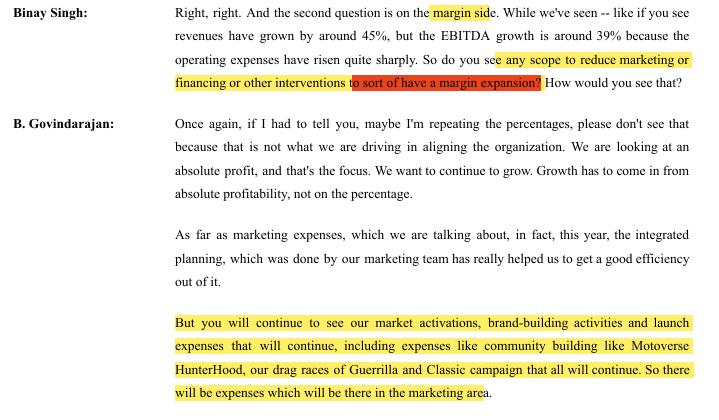 Binay Singh: Right, right. And the second question is on the margin side. While we've seen -- like if you see
revenues have grown by around 45%, but the EBITDA growth is around 39% because the
operating expenses have risen quite sharply. So do you see any scope to reduce marketing or
financing or other interventions to sort of have a margin expansion? How would you see that?
B. Govindarajan: Once again, if I had to tell you, maybe I'm repeating the percentages, please don't see that
because that is not what we are driving in aligning the organization. We are looking at an
absolute profit, and that's the focus. We want to continue to grow. Growth has to come in from
absolute profitability, not on the percentage.
As far as marketing expenses, which we are talking about, in fact, this year, the integrated
planning, which was done by our marketing team has really helped us to get a good efficiency
out of it.
But you will continue to see our market activations, brand-building activities and launch
expenses that will continue, including expenses like community building like Motoverse
HunterHood, our drag races of Guerrilla and Classic campaign that all will continue. So there
will be expenses which will be there in the marketing area.